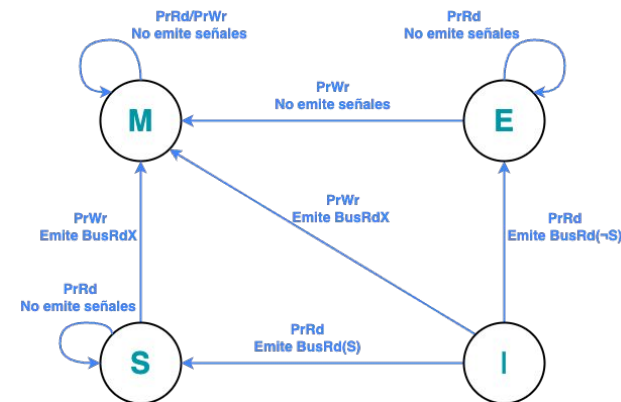 PrRd/PrWr
No emite señales
PrRd
No emite señales
M
PrWr
No emite señales
E
PrWr
Emite BusRdX
PrWr
Emite BusRdX
PrRd
Emite BusRd(¬S)
PrRd
No emite señales
S
PrRd
Emite BusRd(S)
I